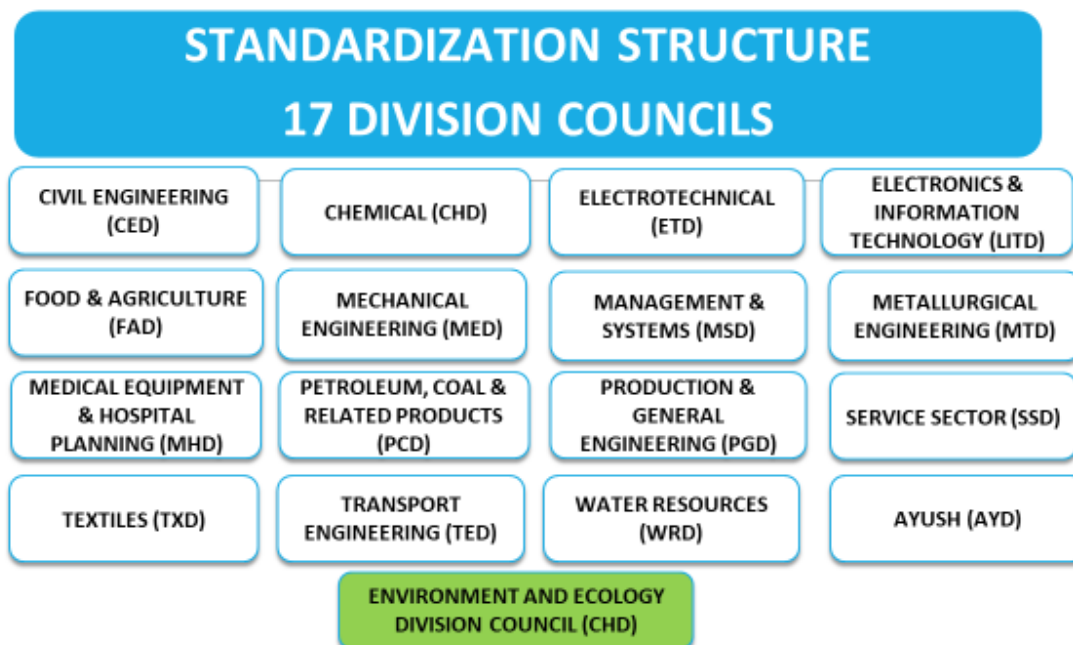 STANDARDIZATION STRUCTURE
17 DIVISION COUNCILS
CIVIL ENGINEERING
(CED)
CHEMICAL (CHD)
ELECTROTECHNICAL
(ETD)
ELECTRONICS &
INFORMATION
TECHNOLOGY (LITD)
FOOD & AGRICULTURE
(FAD)
MECHANICAL
ENGINEERING (MED)
MANAGEMENT &
SYSTEMS (MSD)
METALLURGICAL
ENGINEERING (MTD)
MEDICAL EQUIPMENT
& HOSPITAL
PLANNING (MHD)
PETROLEUM, COAL &
RELATED PRODUCTS
(PCD)
PRODUCTION &
GENERAL
ENGINEERING (PGD)
SERVICE SECTOR (SSD)
TEXTILES (TXD)
TRANSPORT
ENGINEERING (TED)
WATER RESOURCES
(WRD)
AYUSH (AYD)
ENVIRONMENT AND ECOLOGY
DIVISION COUNCIL (CHD)